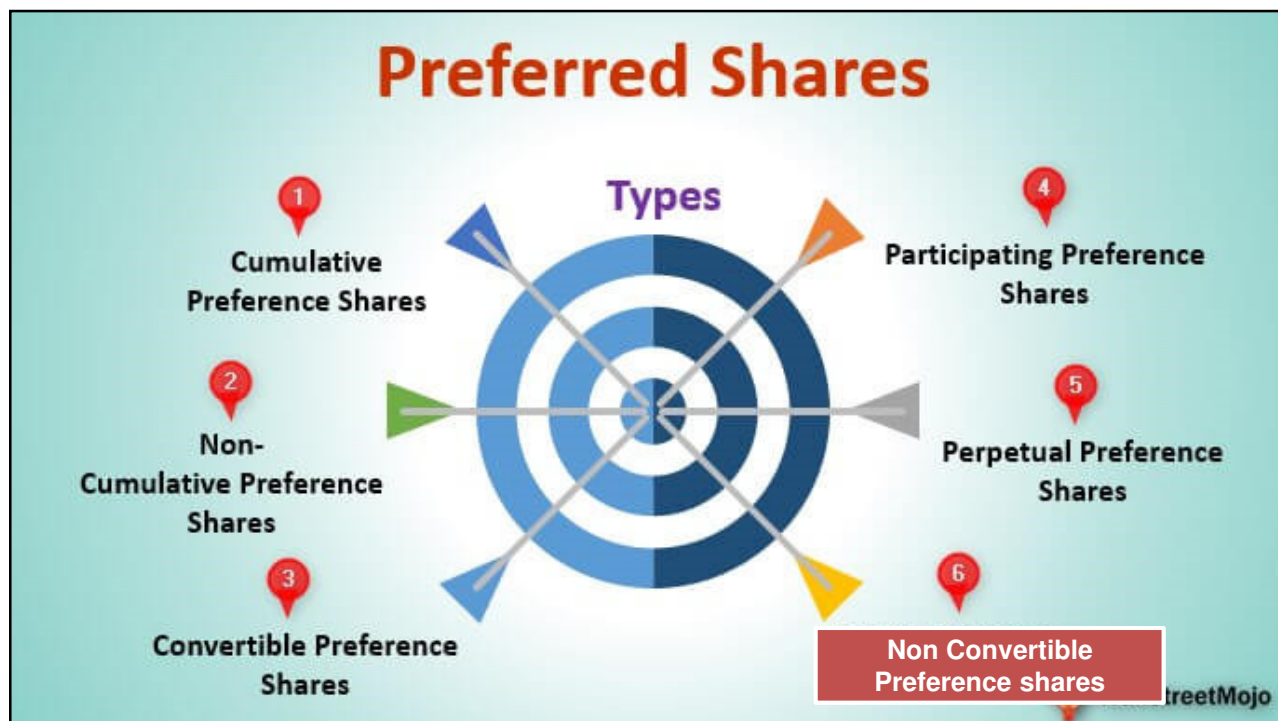 Preferred Shares
Types
1
Cumulative
Preference Shares
2
Non-
Cumulative Preference
Shares
3
Convertible Preference
Shares
4
Participating Preference
Shares
5
Perpetual Preference
Shares
6
Non Convertible
Preference shares
treetMojo